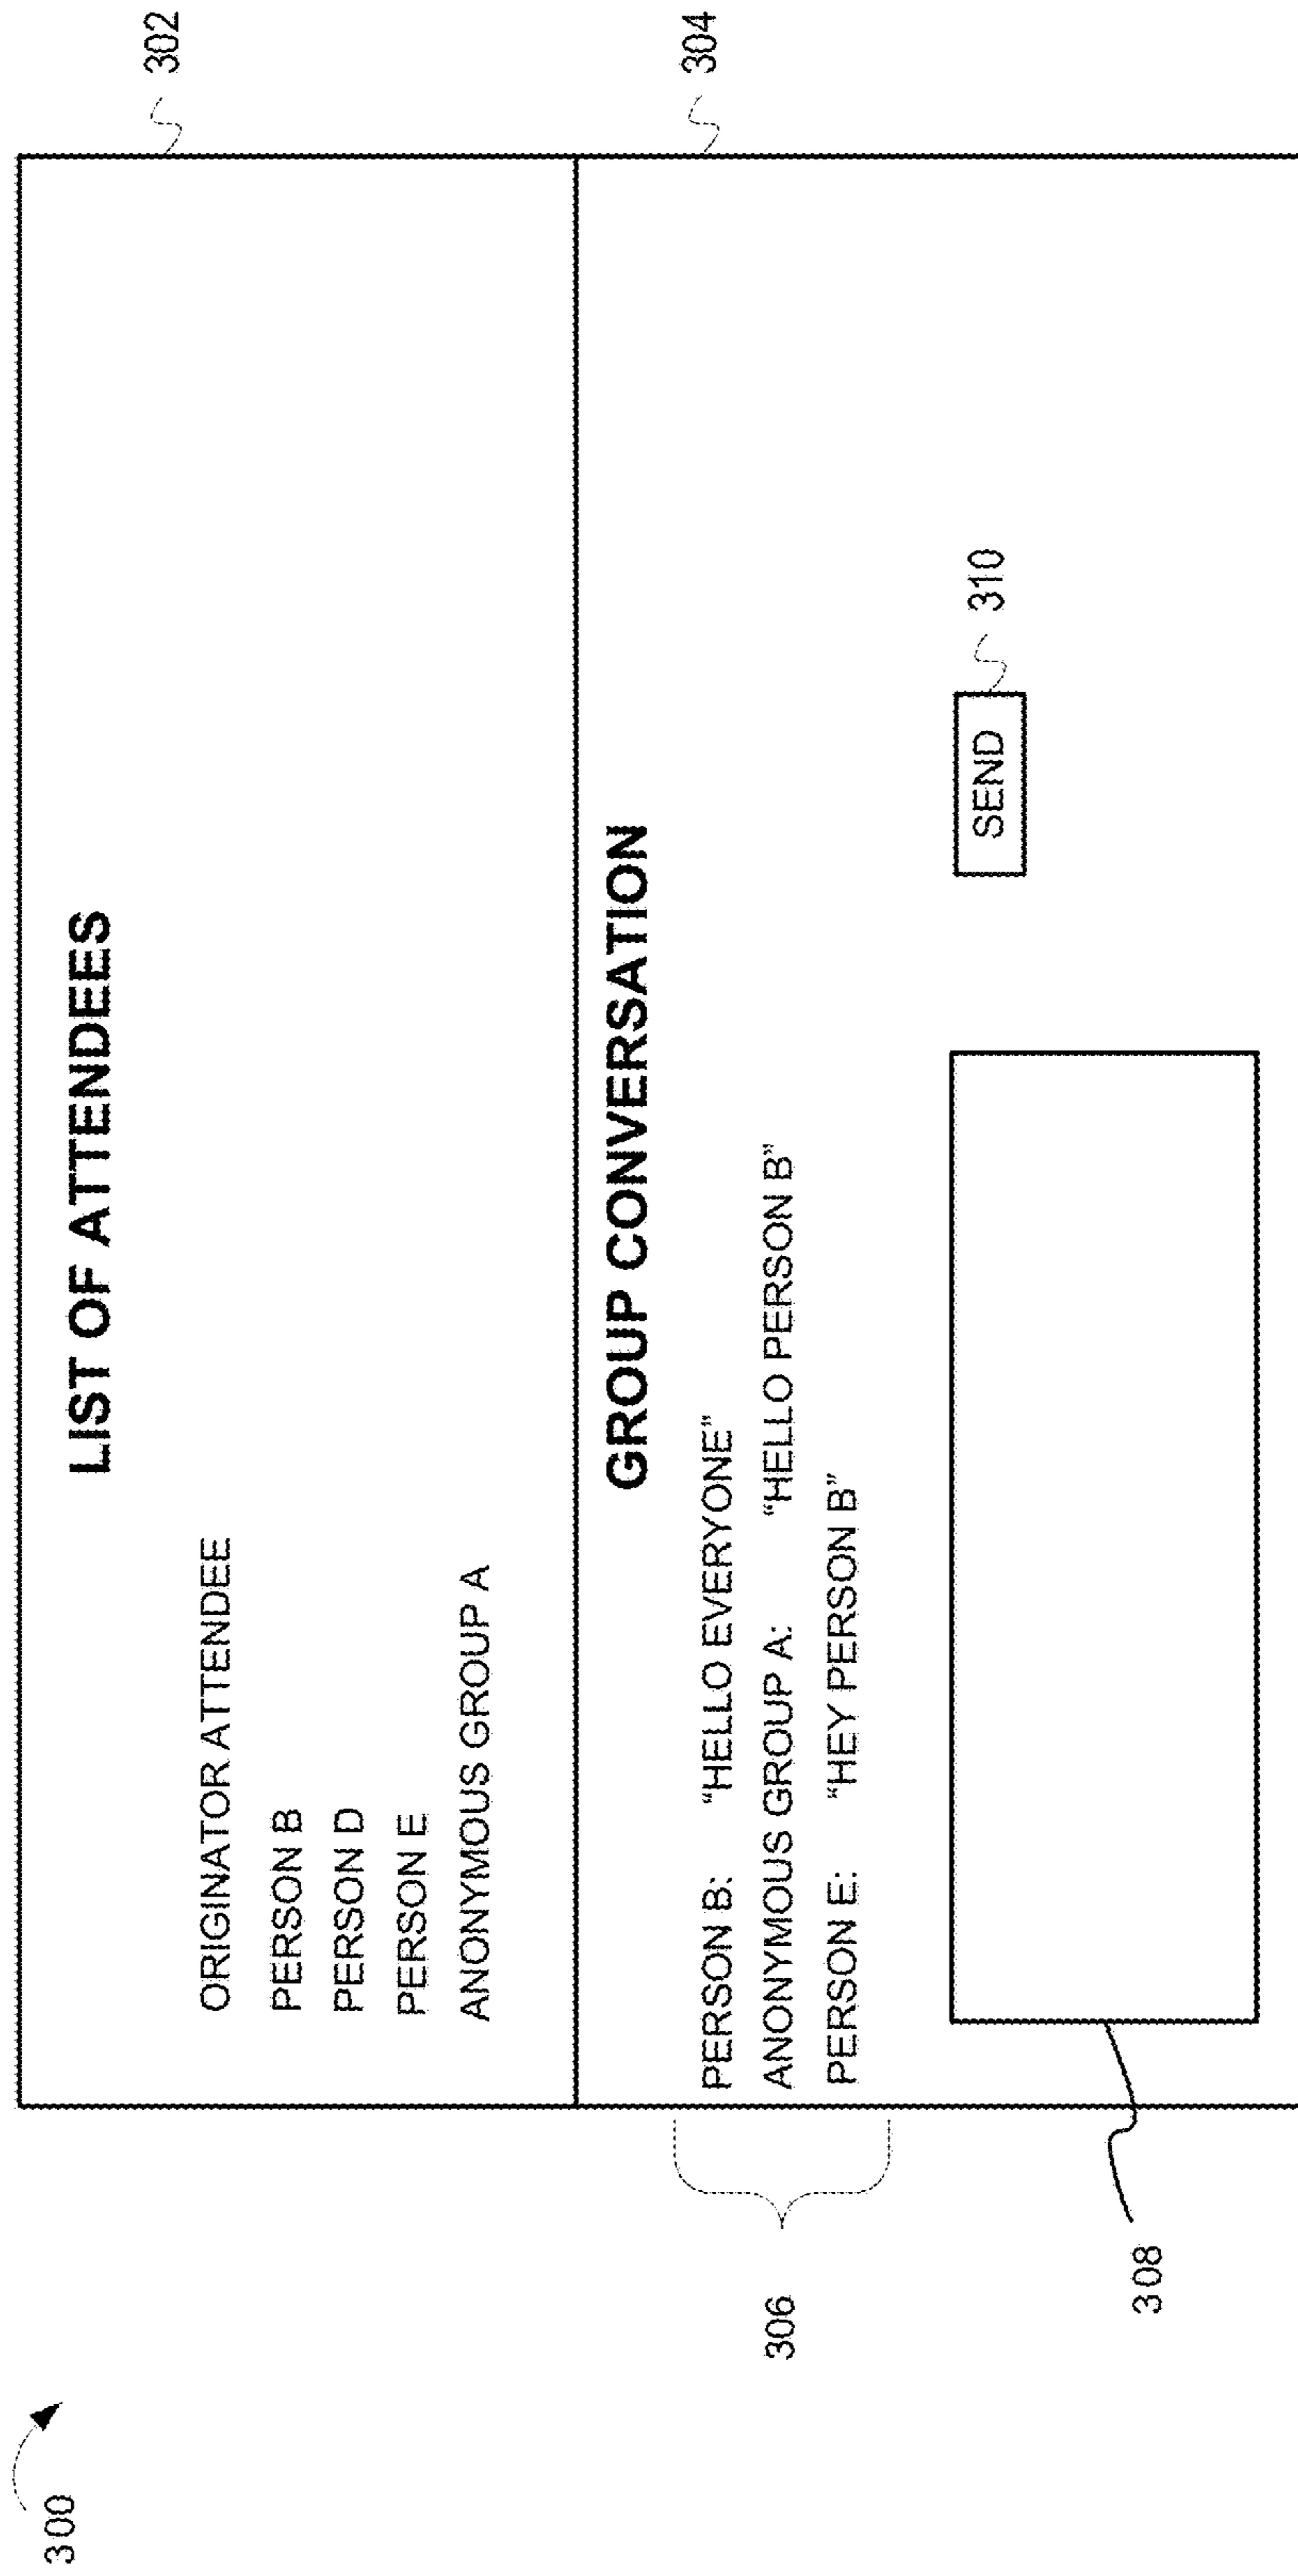 300
302
LIST OF ATTENDEES
ORIGINATOR ATTENDEE
PERSON B
PERSON D
PERSON E
ANONYMOUS GROUP A
304
GROUP CONVERSATION
306
PERSON B: “HELLO EVERYONE”
ANONYMOUS GROUP A: “HELLO PERSON B”
PERSON E: “HEY PERSON B”
308
SEND
310